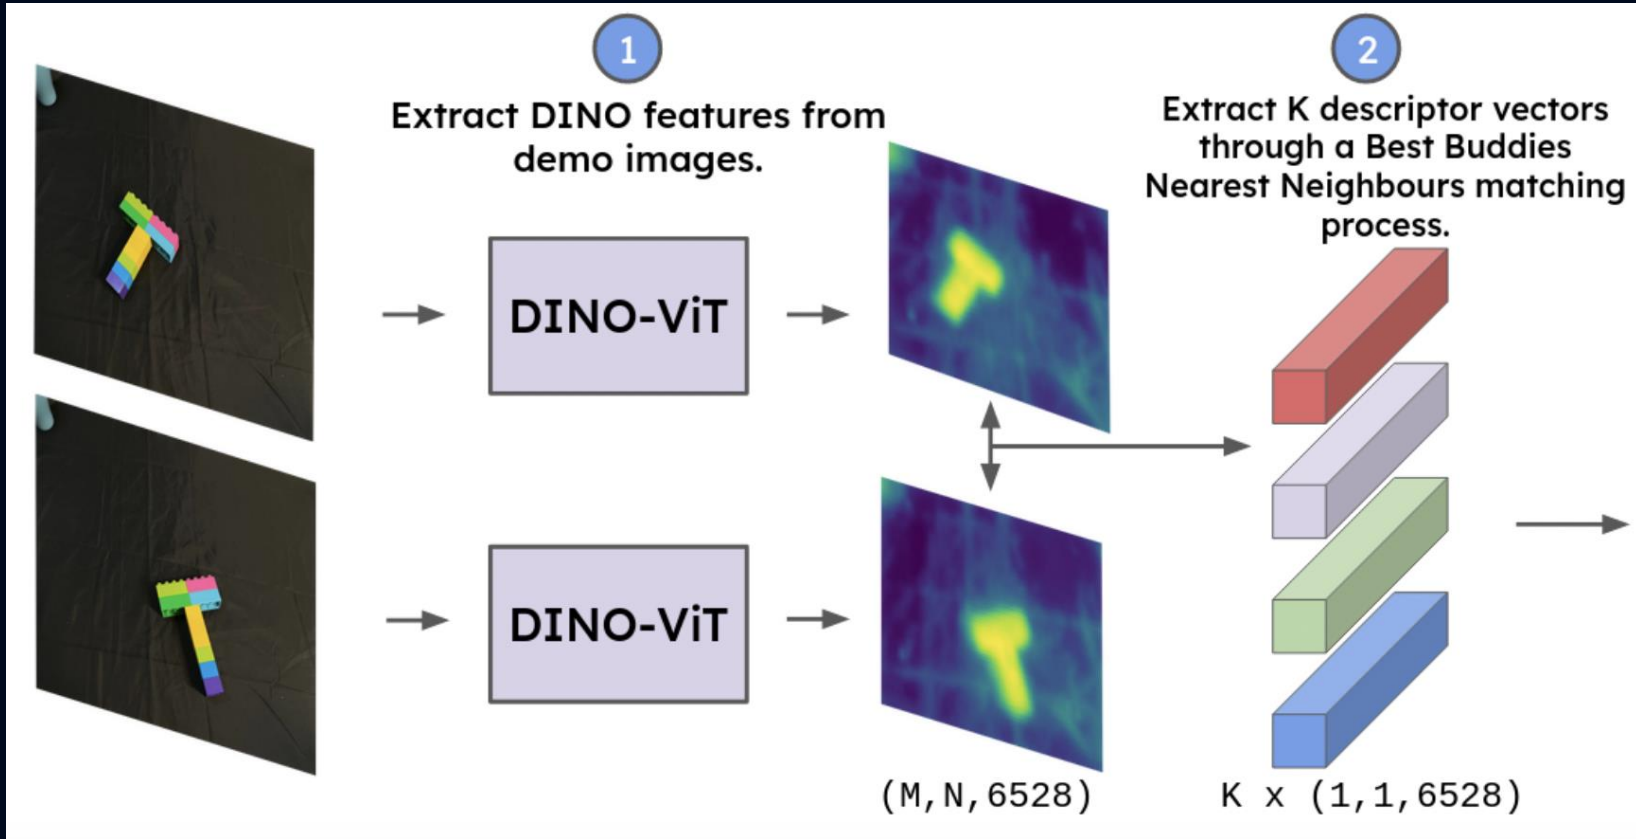 1
Extract DINO features from
demo images.
2
Extract K descriptor vectors
through a Best Buddies
Nearest Neighbours matching
process.
DINO-ViT
DINO-ViT
(M,N,6528)
K x (1,1,6528)